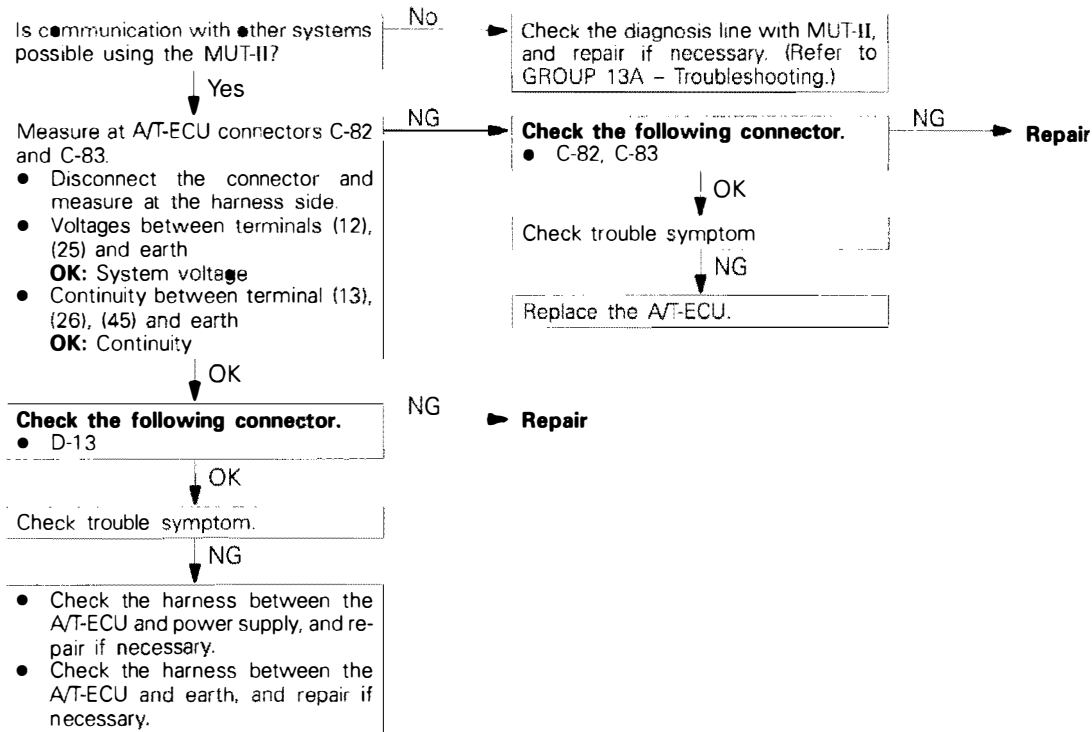 Is communication with other systems
possible using the MUT-II?
No
Check the diagnosis line with MUT-II,
and repair if necessary. (Refer to
GROUP 13A – Troubleshooting.)
Yes
Measure at A/T-ECU connectors C-82
and C-83.
● Disconnect the connector and
measure at the harness side.
● Voltages between terminals (12),
(25) and earth
OK: System voltage
● Continuity between terminal (13),
(26), (45) and earth
OK: Continuity
NG
Check the following connector.
● C-82, C-83
NG
Repair
OK
Check trouble symptom
NG
Replace the A/T-ECU.
OK
Check the following connector.
● D-13
NG
Repair
OK
Check trouble symptom.
NG
● Check the harness between the
A/T-ECU and power supply, and re-
pair if necessary.
● Check the harness between the
A/T-ECU and earth, and repair if
necessary.